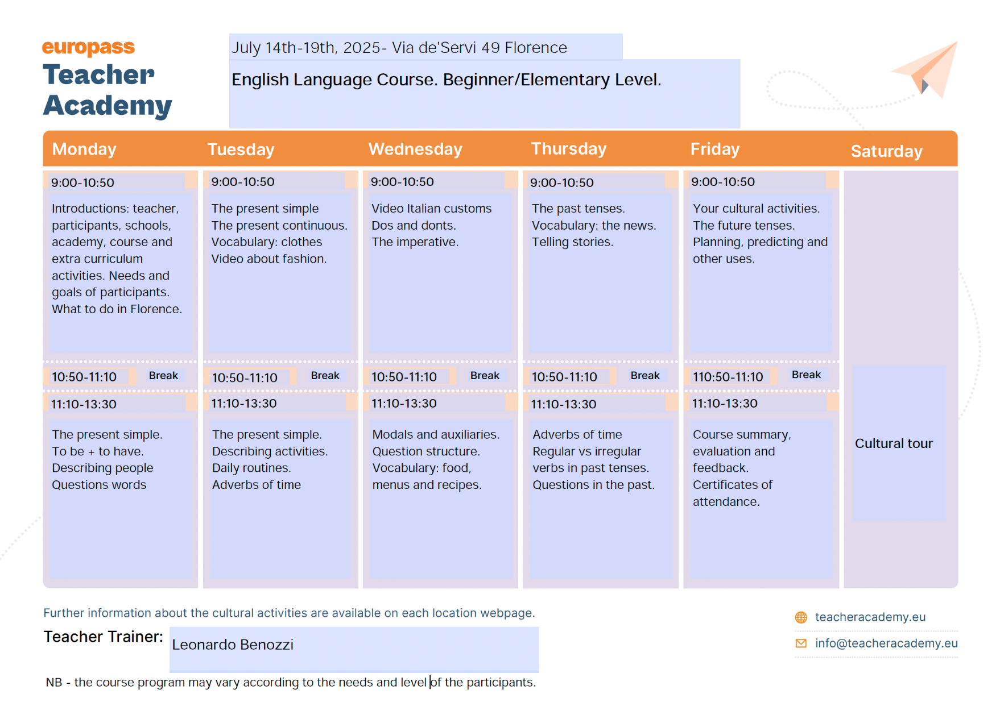 europass
Teacher
Academy
July 14th-19th, 2025- Via de'Servi 49 Florence
English Language Course. Beginner/Elementary Level.
Monday
Tuesday
Wednesday
Thursday
Friday
Saturday
9:00-10:50
Introductions: teacher,
participants, schools,
academy, course and
extra curriculum
activities. Needs and
goals of participants.
What to do in Florence.
9:00-10:50
The present simple
The present continuous.
Vocabulary: clothes
Video about fashion.
9:00-10:50
Video Italian customs
Dos and donts.
The imperative.
9:00-10:50
The past tenses.
Vocabulary: the news.
Telling stories.
9:00-10:50
Your cultural activities.
The future tenses.
Planning, predicting and
other uses.
10:50-11:10 Break
10:50-11:10 Break
10:50-11:10 Break
10:50-11:10 Break
110:50-11:10 Break
11:10-13:30
The present simple.
To be + to have.
Describing people
Questions words
11:10-13:30
The present simple.
Describing activities.
Daily routines.
Adverbs of time
11:10-13:30
Modals and auxiliaries.
Question structure.
Vocabulary: food,
menus and recipes.
11:10-13:30
Adverbs of time
Regular vs irregular
verbs in past tenses.
Questions in the past.
11:10-13:30
Course summary,
evaluation and
feedback.
Certificates of
attendance.
Cultural tour
Further information about the cultural activities are available on each location webpage.
Teacher Trainer: Leonardo Benozzi
NB - the course program may vary according to the needs and level of the participants.
teacheracademy.eu
info@teacheracademy.eu